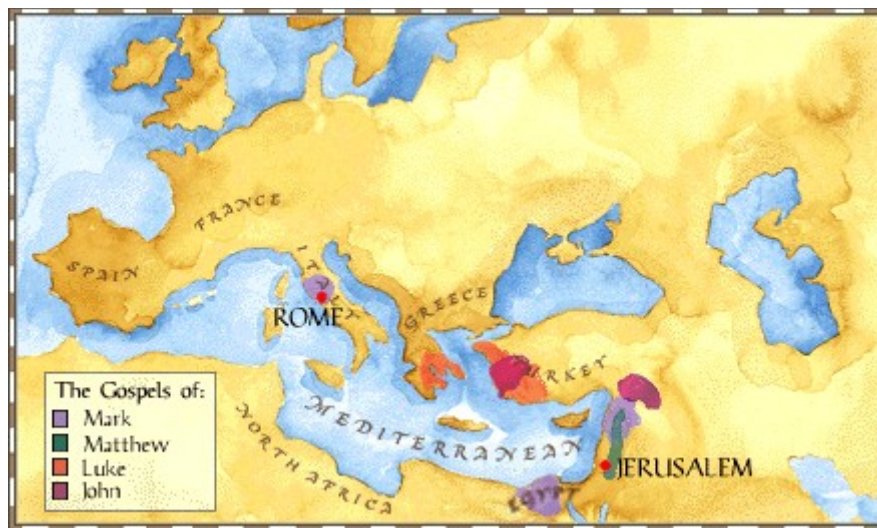 FRANCE
SPAIN
ITALY
ROME
GREECE
TURKEY
MEDITERRANEAN
NORTH AFRICA
EGYPT
JERUSALEM
The Gospels of:
Mark
Matthew
Luke
John